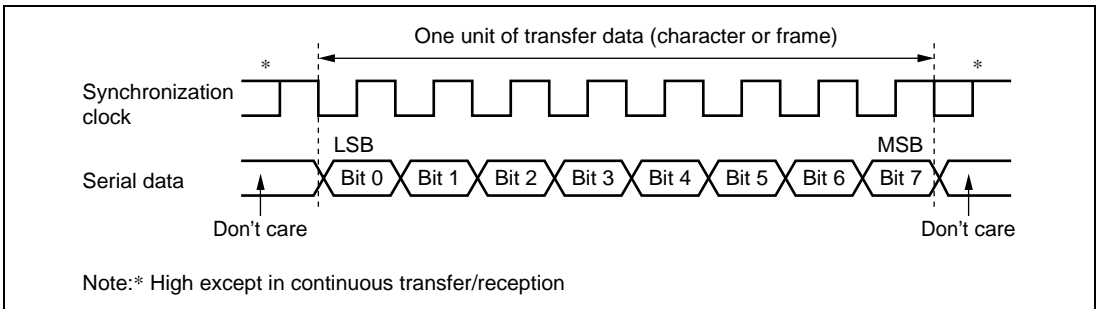 One unit of transfer data (character or frame)
* *
Synchronization
clock
LSB MSB
Serial data Bit 0 Bit 1 Bit 2 Bit 3 Bit 4 Bit 5 Bit 6 Bit 7
Don't care Don't care
Note:* High except in continuous transfer/reception